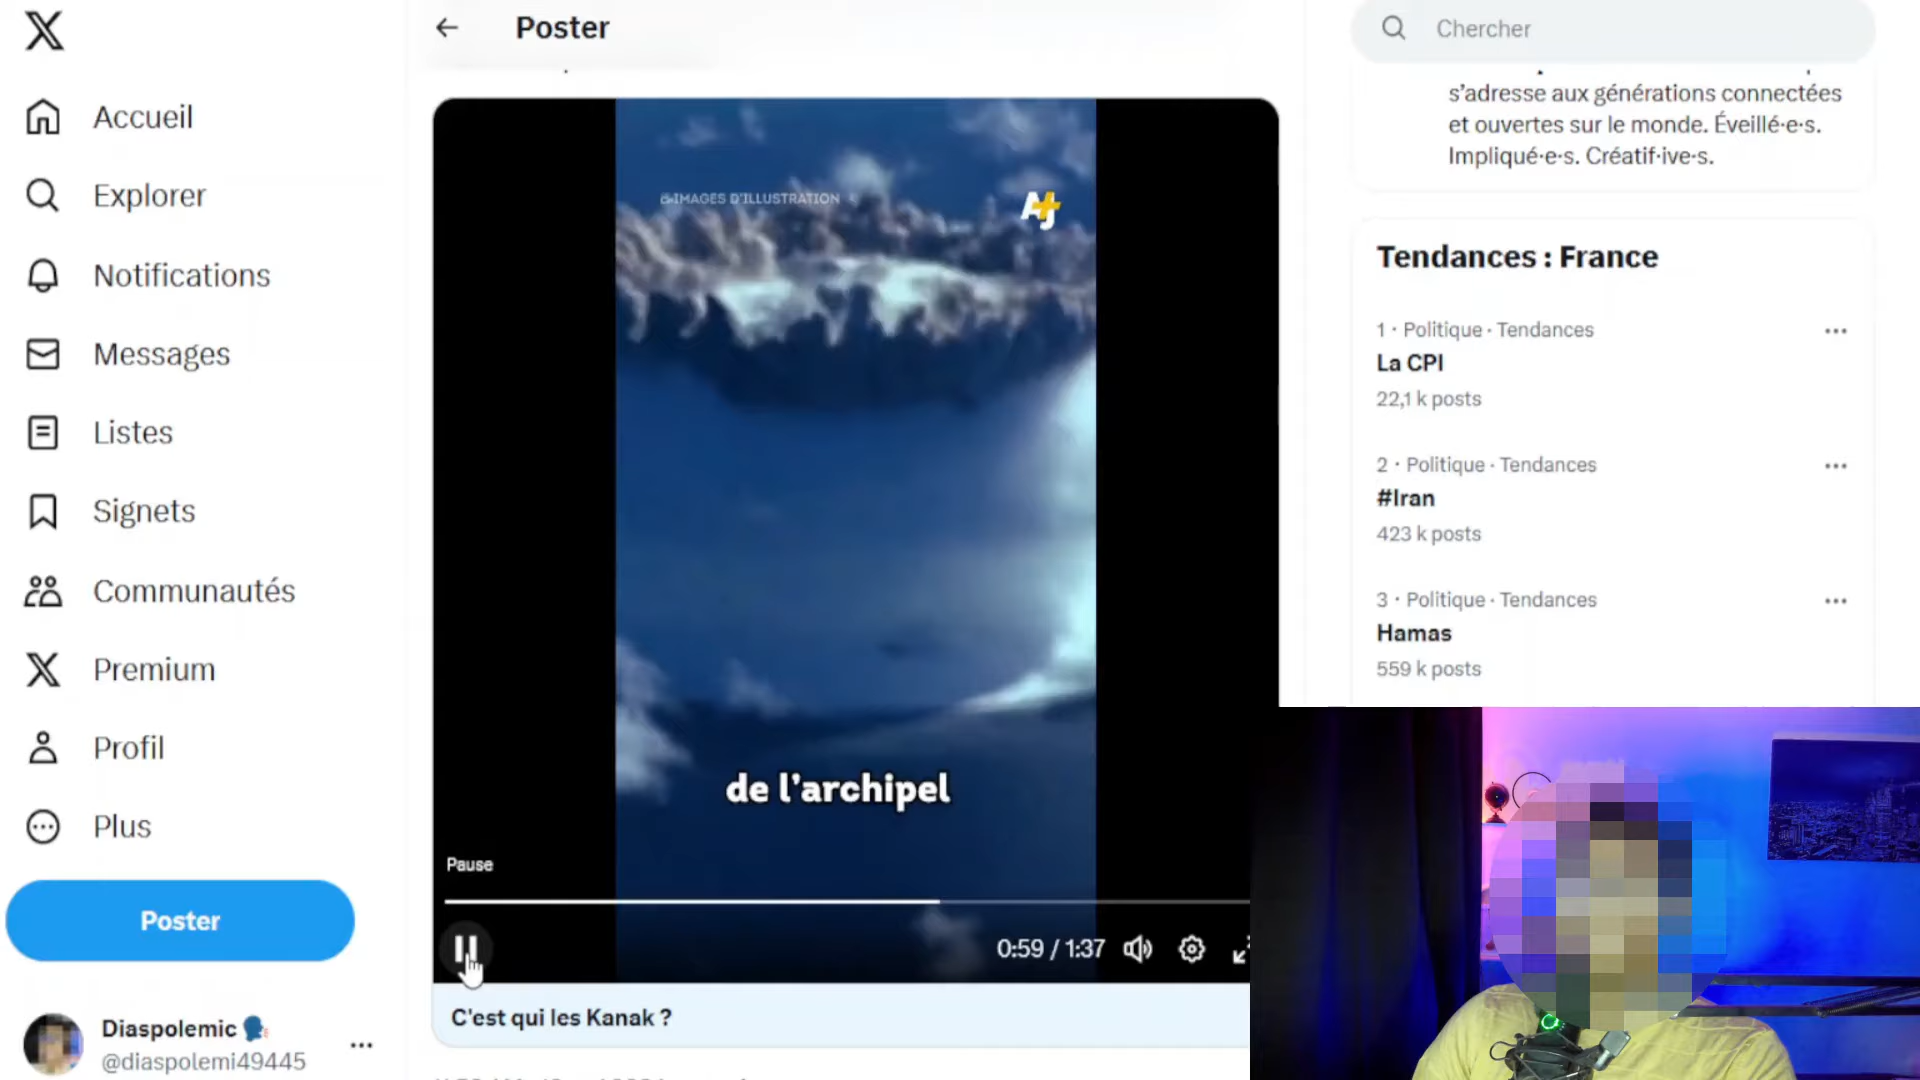 Accueil
Explorer
Notifications
Messages
Listes
Signets
Communautés
Premium
Profil
Plus
Poster
Diaspolemic
@diaspolemi49445
Poster
IMAGES D'ILLUSTRATION
AJ+
de l'archipel
Pause
0:59 / 1:37
C'est qui les Kanak ?
Chercher
s'adresse aux générations connectées
et ouvertes sur le monde. Éveillé·e·s.
Impliqué·e·s. Créatif·ive·s.
Tendances : France
1 · Politique · Tendances
La CPI
22,1 k posts
2 · Politique · Tendances
#Iran
423 k posts
3 · Politique · Tendances
Hamas
559 k posts